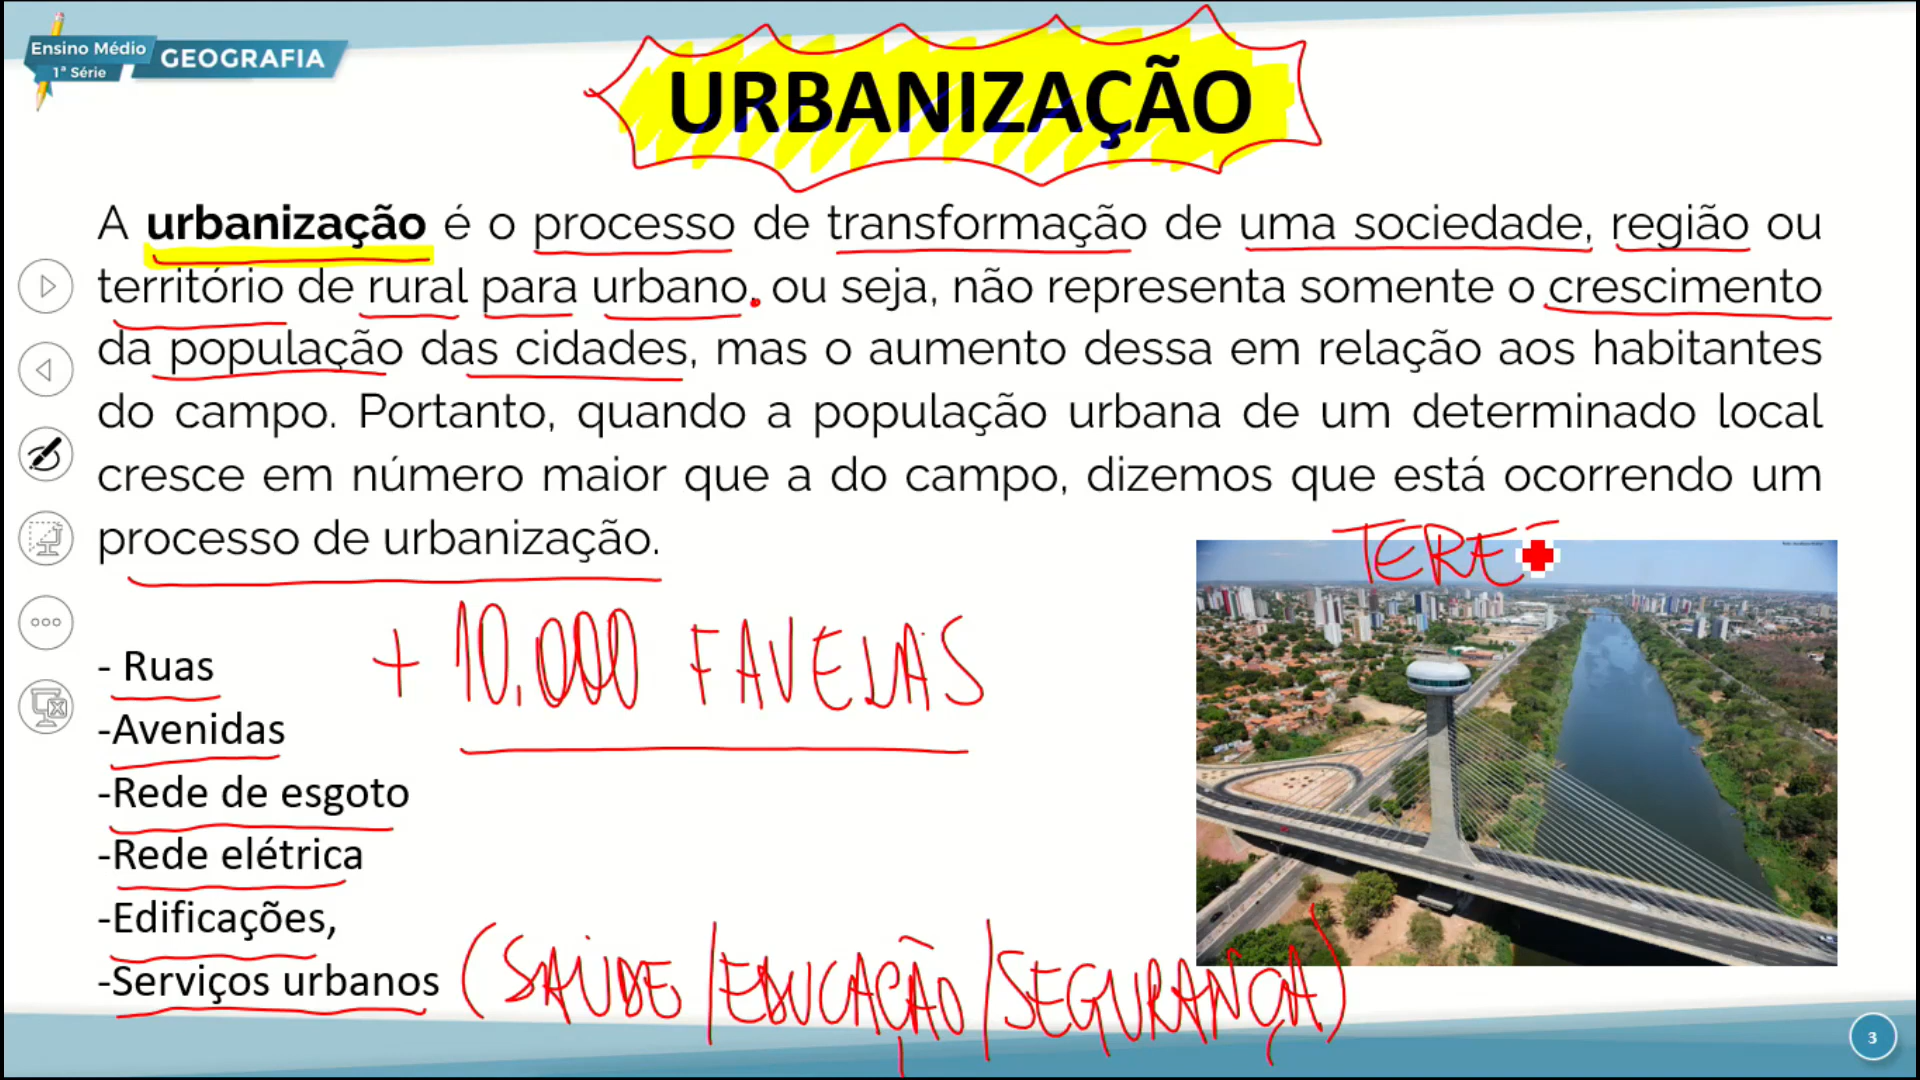 Ensino Médio
1ª Série
GEOGRAFIA
URBANIZAÇÃO
A urbanização é o processo de transformação de uma sociedade, região ou
território de rural para urbano, ou seja, não representa somente o crescimento
da população das cidades, mas o aumento dessa em relação aos habitantes
do campo. Portanto, quando a população urbana de um determinado local
cresce em número maior que a do campo, dizemos que está ocorrendo um
processo de urbanização.
TERE
+ 10.000 FAVELAS
- Ruas
-Avenidas
-Rede de esgoto
-Rede elétrica
-Edificações,
-Serviços urbanos (SAÚDE/EDUCAÇÃO/SEGURANÇA)
3